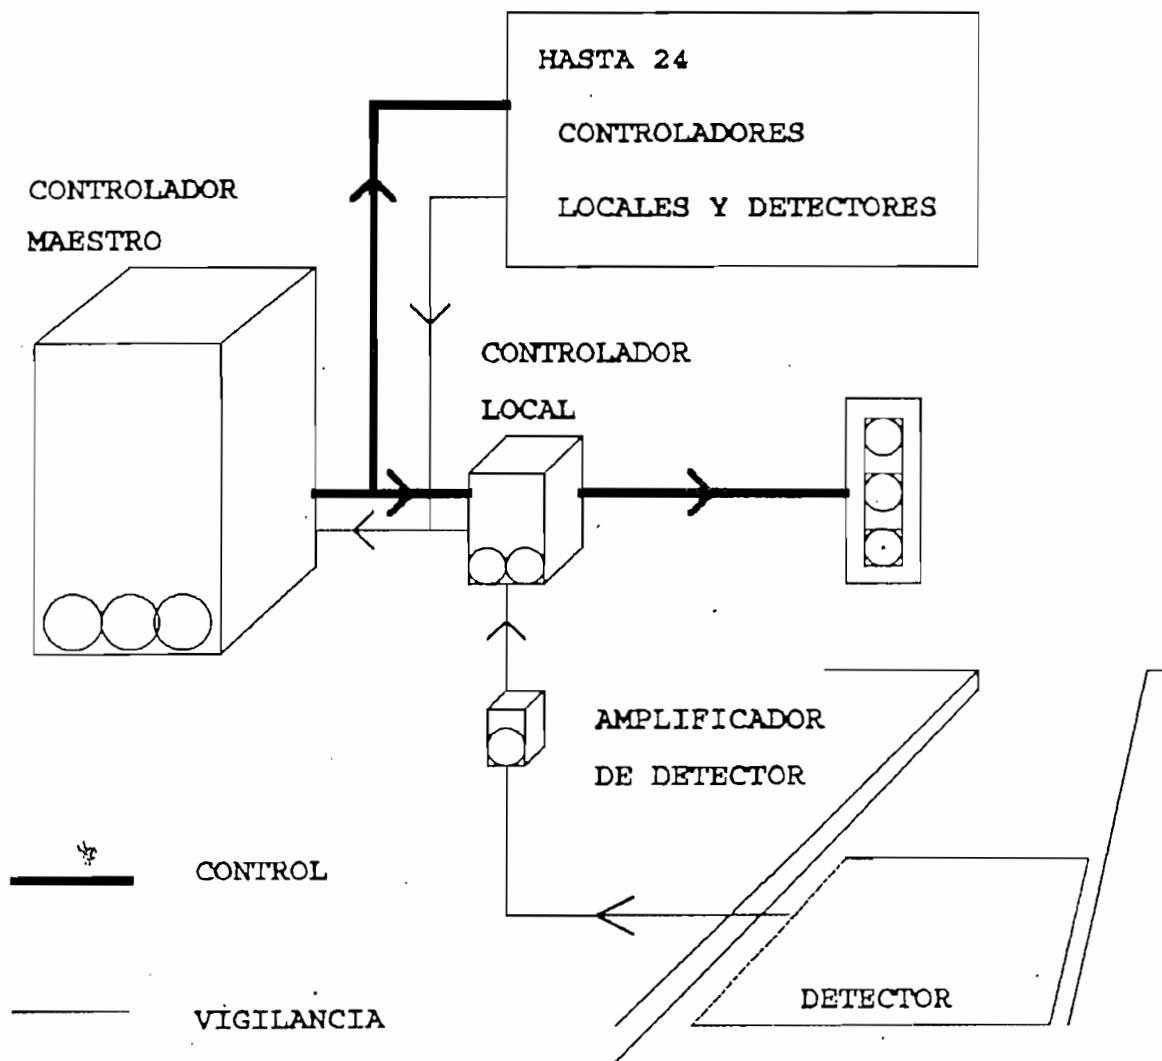 HASTA 24
CONTROLADORES
LOCALES Y DETECTORES
CONTROLADOR
MAESTRO
CONTROLADOR
LOCAL
AMPLIFICADOR
DE DETECTOR
CONTROL
DETECTOR
VIGILANCIA